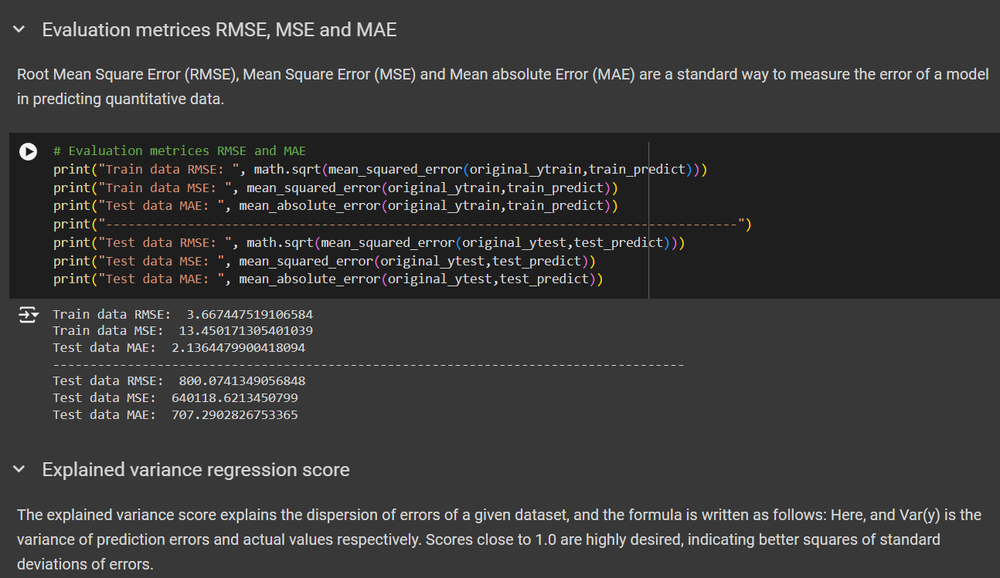 Evaluation metrices RMSE, MSE and MAE
Root Mean Square Error (RMSE), Mean Square Error (MSE) and Mean absolute Error (MAE) are a standard way to measure the error of a model
in predicting quantitative data.
# Evaluation metrices RMSE and MAE
print("Train data RMSE: ", math.sqrt(mean_squared_error(original_ytrain,train_predict)))
print("Train data MSE: ", mean_squared_error(original_ytrain,train_predict))
print("Test data MAE: ", mean_absolute_error(original_ytrain,train_predict))
print("-------------------------------------------------------------------------------------")
print("Test data RMSE: ", math.sqrt(mean_squared_error(original_ytest,test_predict)))
print("Test data MSE: ", mean_squared_error(original_ytest,test_predict))
print("Test data MAE: ", mean_absolute_error(original_ytest,test_predict))
Train data RMSE:  3.667447519106584
Train data MSE:  13.450171305401039
Test data MAE:  2.1364479900418094
-------------------------------------------------------------------------------------
Test data RMSE:  800.0741349056848
Test data MSE:  640118.6213450799
Test data MAE:  707.2902826753365
Explained variance regression score
The explained variance score explains the dispersion of errors of a given dataset, and the formula is written as follows: Here, and Var(y) is the
variance of prediction errors and actual values respectively. Scores close to 1.0 are highly desired, indicating better squares of standard
deviations of errors.